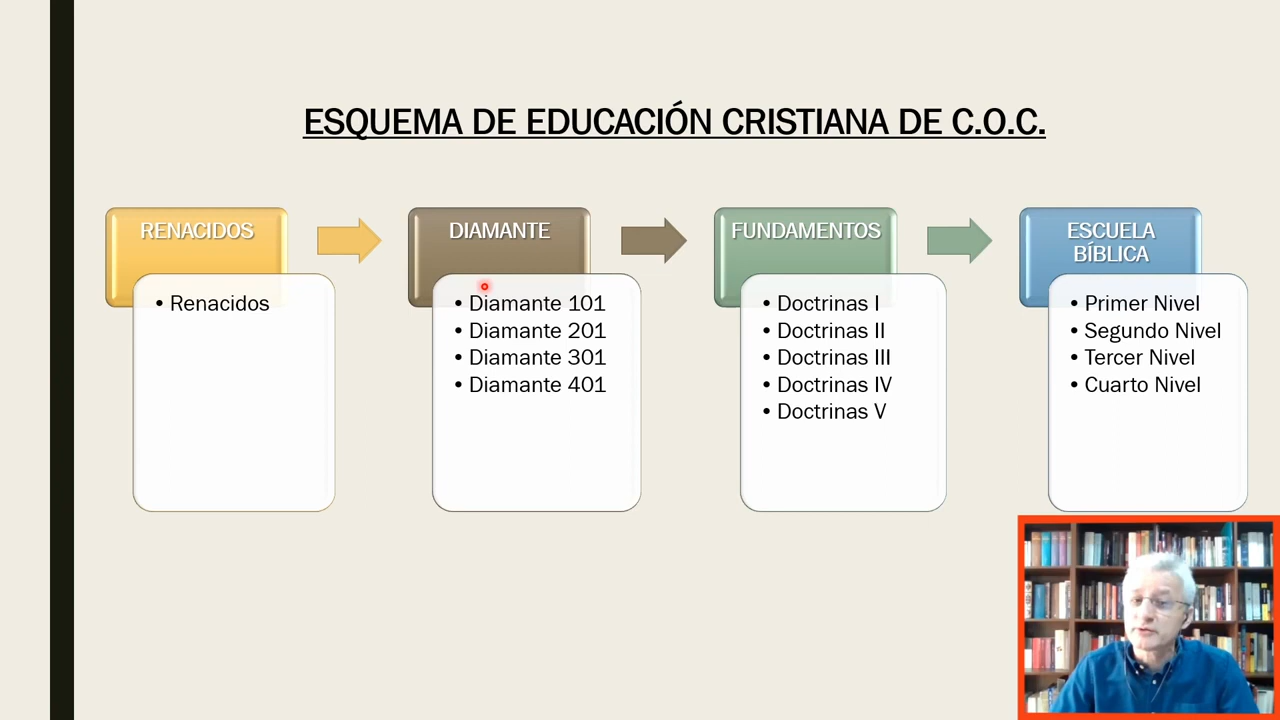 ESQUEMA DE EDUCACIÓN CRISTIANA DE C.O.C.
RENACIDOS
• Renacidos
DIAMANTE
• Diamante 101
• Diamante 201
• Diamante 301
• Diamante 401
FUNDAMENTOS
• Doctrinas I
• Doctrinas II
• Doctrinas III
• Doctrinas IV
• Doctrinas V
ESCUELA
BÍBLICA
• Primer Nivel
• Segundo Nivel
• Tercer Nivel
• Cuarto Nivel